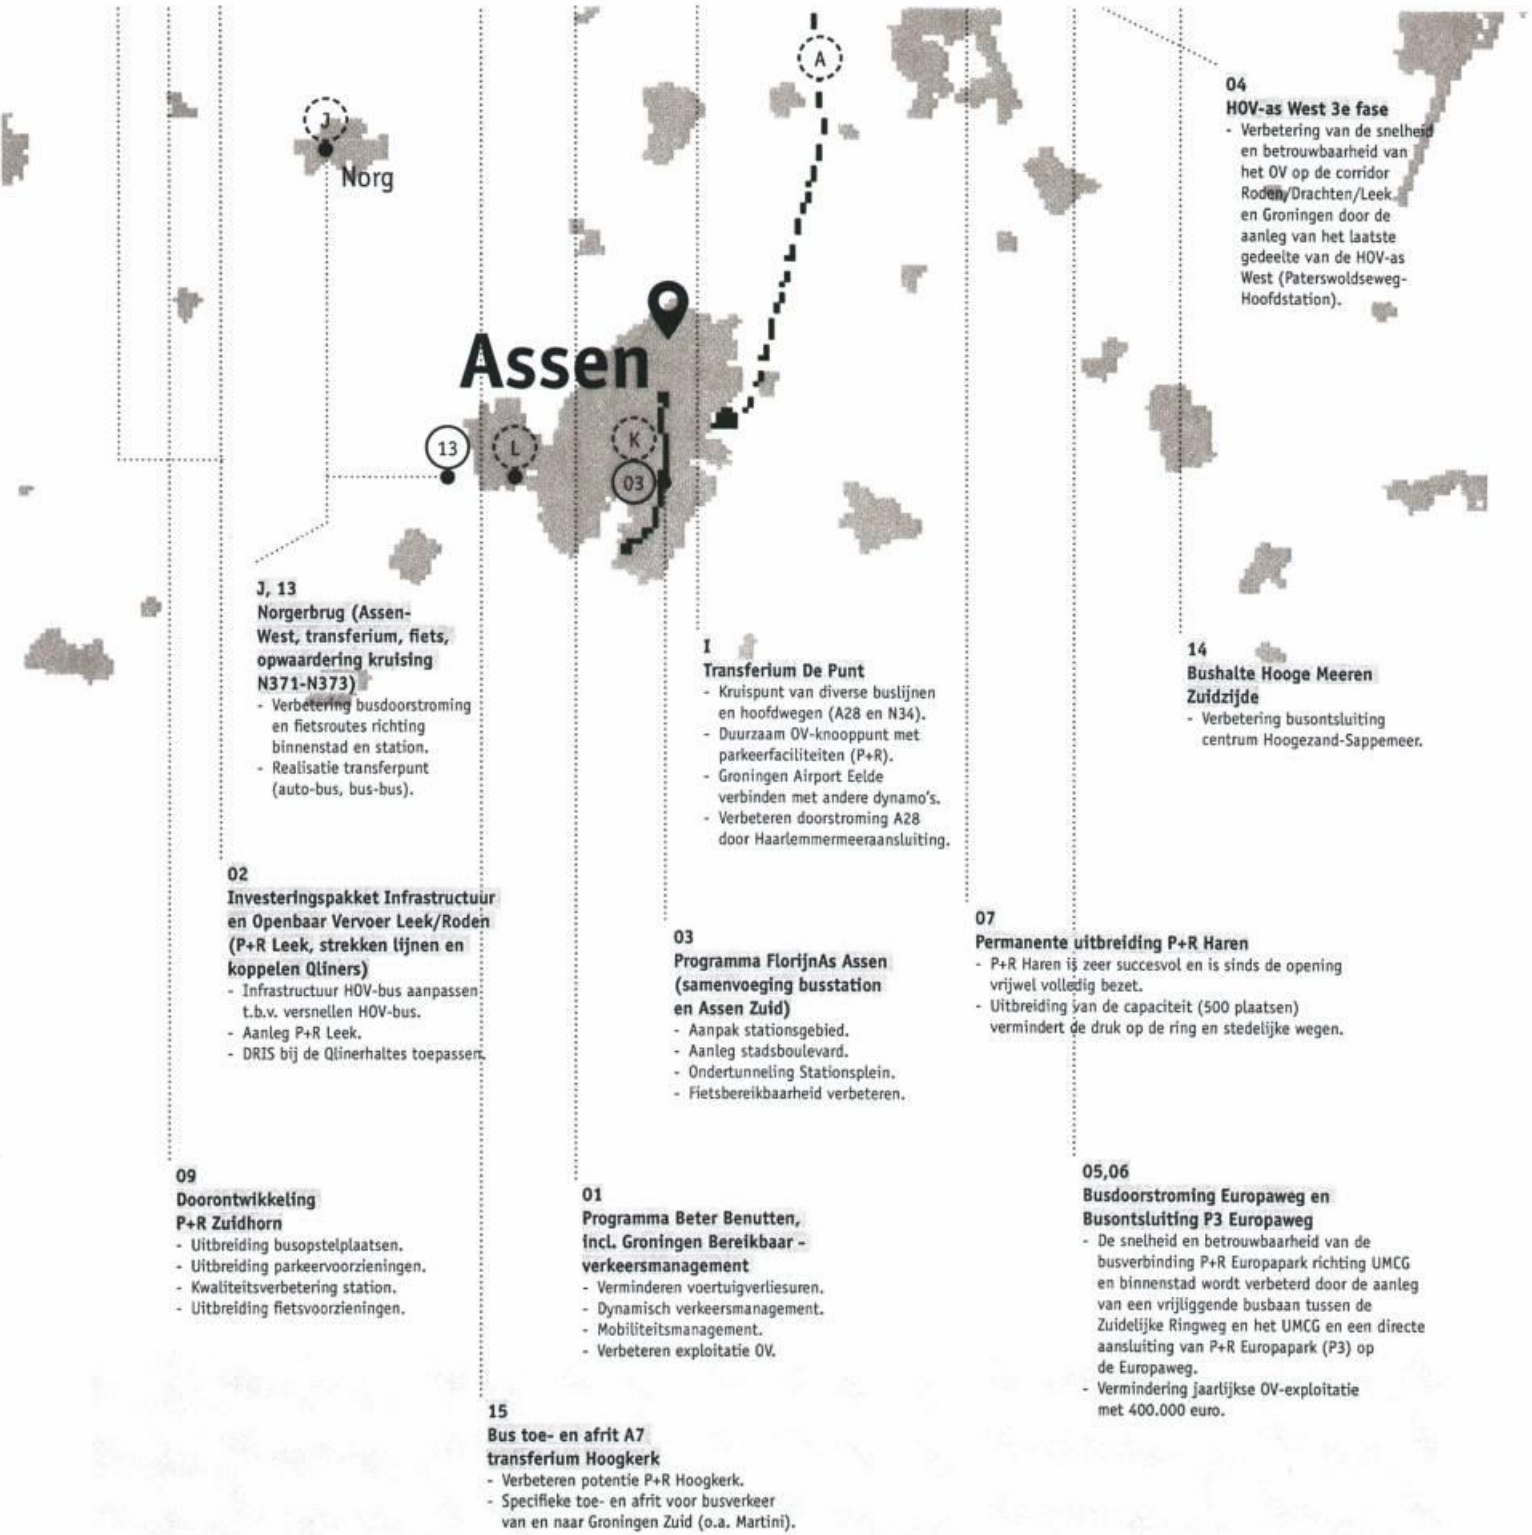 A
04
HOV-as West 3e fase
- Verbetering van de snelheid
en betrouwbaarheid van
het OV op de corridor
Roden/Drachten/Leek
en Groningen door de
aanleg van het laatste
gedeelte van de HOV-as
West (Paterswoldseweg-
Hoofdstation).
J
Norg
Assen
13
L
K
03
J, 13
Norgerbrug (Assen-
West, transferium, fiets,
opwaardering kruising
N371-N373)
- Verbetering busdoorstroming
en fietsroutes richting
binnenstad en station.
- Realisatie transferpunt
(auto-bus, bus-bus).
I
Transferium De Punt
- Kruispunt van diverse buslijnen
en hoofdwegen (A28 en N34).
- Duurzaam OV-knooppunt met
parkeerfaciliteiten (P+R).
- Groningen Airport Eelde
verbinden met andere dynamo's.
- Verbeteren doorstroming A28
door Haarlemmermeeraansluiting.
14
Bushalte Hooge Meeren
Zuidzijde
- Verbetering busontsluiting
centrum Hoogezand-Sappemeer.
02
Investeringspakket Infrastructuur
en Openbaar Vervoer Leek/Roden
(P+R Leek, strekken lijnen en
koppelen Qliners)
- Infrastructuur HOV-bus aanpassen
t.b.v. versnellen HOV-bus.
- Aanleg P+R Leek.
- DRIS bij de Qlinerhaltes toepassen.
03
Programma FlorijnAs Assen
(samenvoeging busstation
en Assen Zuid)
- Aanpak stationsgebied.
- Aanleg stadsboulevard.
- Ondertunneling Stationsplein.
- Fietsbereikbaarheid verbeteren.
07
Permanente uitbreiding P+R Haren
- P+R Haren is zeer succesvol en is sinds de opening
vrijwel volledig bezet.
- Uitbreiding van de capaciteit (500 plaatsen)
vermindert de druk op de ring en stedelijke wegen.
09
Doorontwikkeling
P+R Zuidhorn
- Uitbreiding busopstelplaatsen.
- Uitbreiding parkeervoorzieningen.
- Kwaliteitsverbetering station.
- Uitbreiding fietsvoorzieningen.
01
Programma Beter Benutten,
incl. Groningen Bereikbaar -
verkeersmanagement
- Verminderen voertuigverliesuren.
- Dynamisch verkeersmanagement.
- Mobiliteitsmanagement.
- Verbeteren exploitatie OV.
05,06
Busdoorstroming Europaweg en
Busontsluiting P3 Europaweg
- De snelheid en betrouwbaarheid van de
busverbinding P+R Europapark richting UMCG
en binnenstad wordt verbeterd door de aanleg
van een vrijliggende busbaan tussen de
Zuidelijke Ringweg en het UMCG en een directe
aansluiting van P+R Europapark (P3) op
de Europaweg.
- Vermindering jaarlijkse OV-exploitatie
met 400.000 euro.
15
Bus toe- en afrit A7
transferium Hoogkerk
- Verbeteren potentie P+R Hoogkerk.
- Specifieke toe- en afrit voor busverkeer
van en naar Groningen Zuid (o.a. Martini).